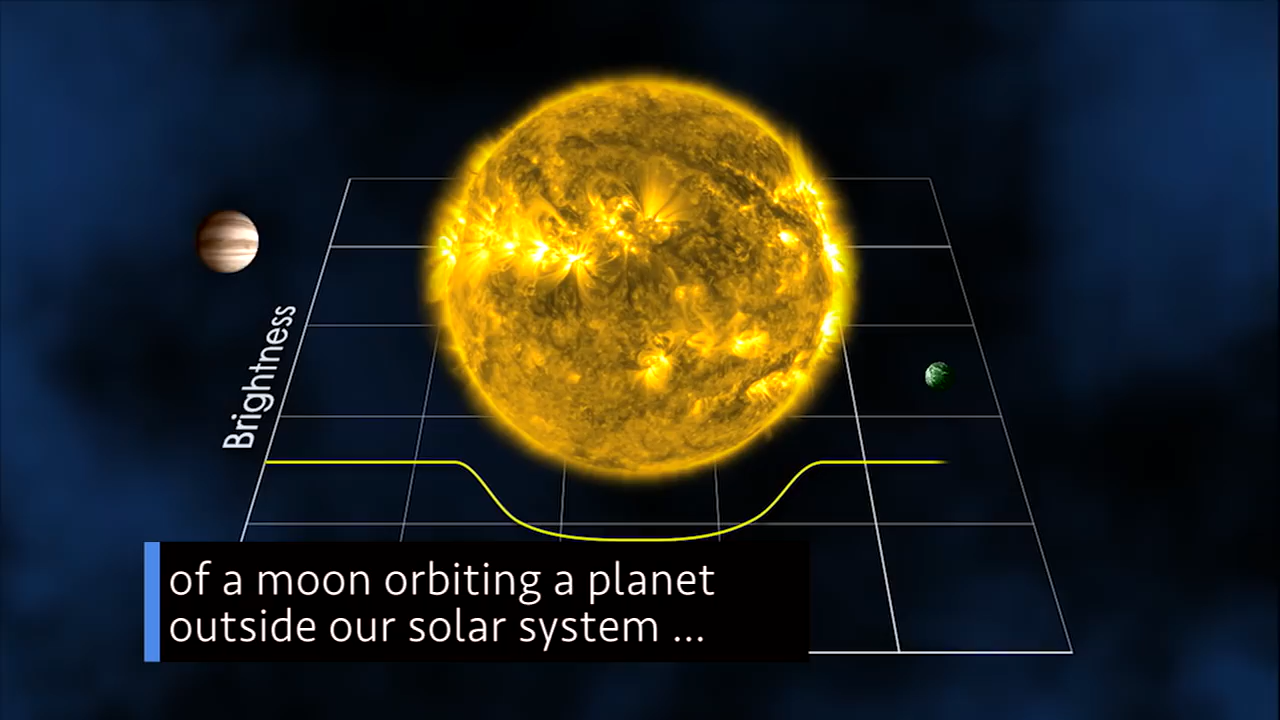 Brightness
of a moon orbiting a planet
outside our solar system ...